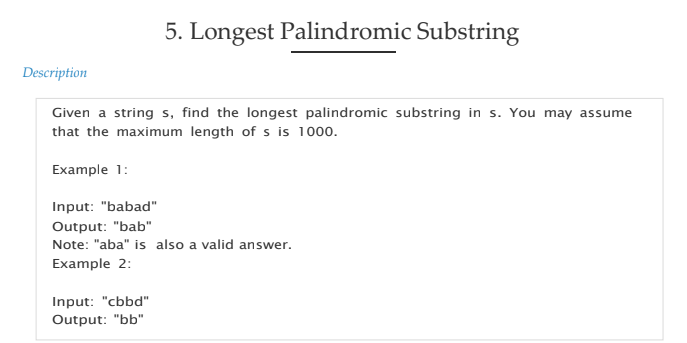 5. Longest Palindromic Substring
Description
Given a string s, find the longest palindromic substring in s. You may assume
that the maximum length of s is 1000.
Example 1:
Input: "babad"
Output: "bab"
Note: "aba" is also a valid answer.
Example 2:
Input: "cbbd"
Output: "bb"